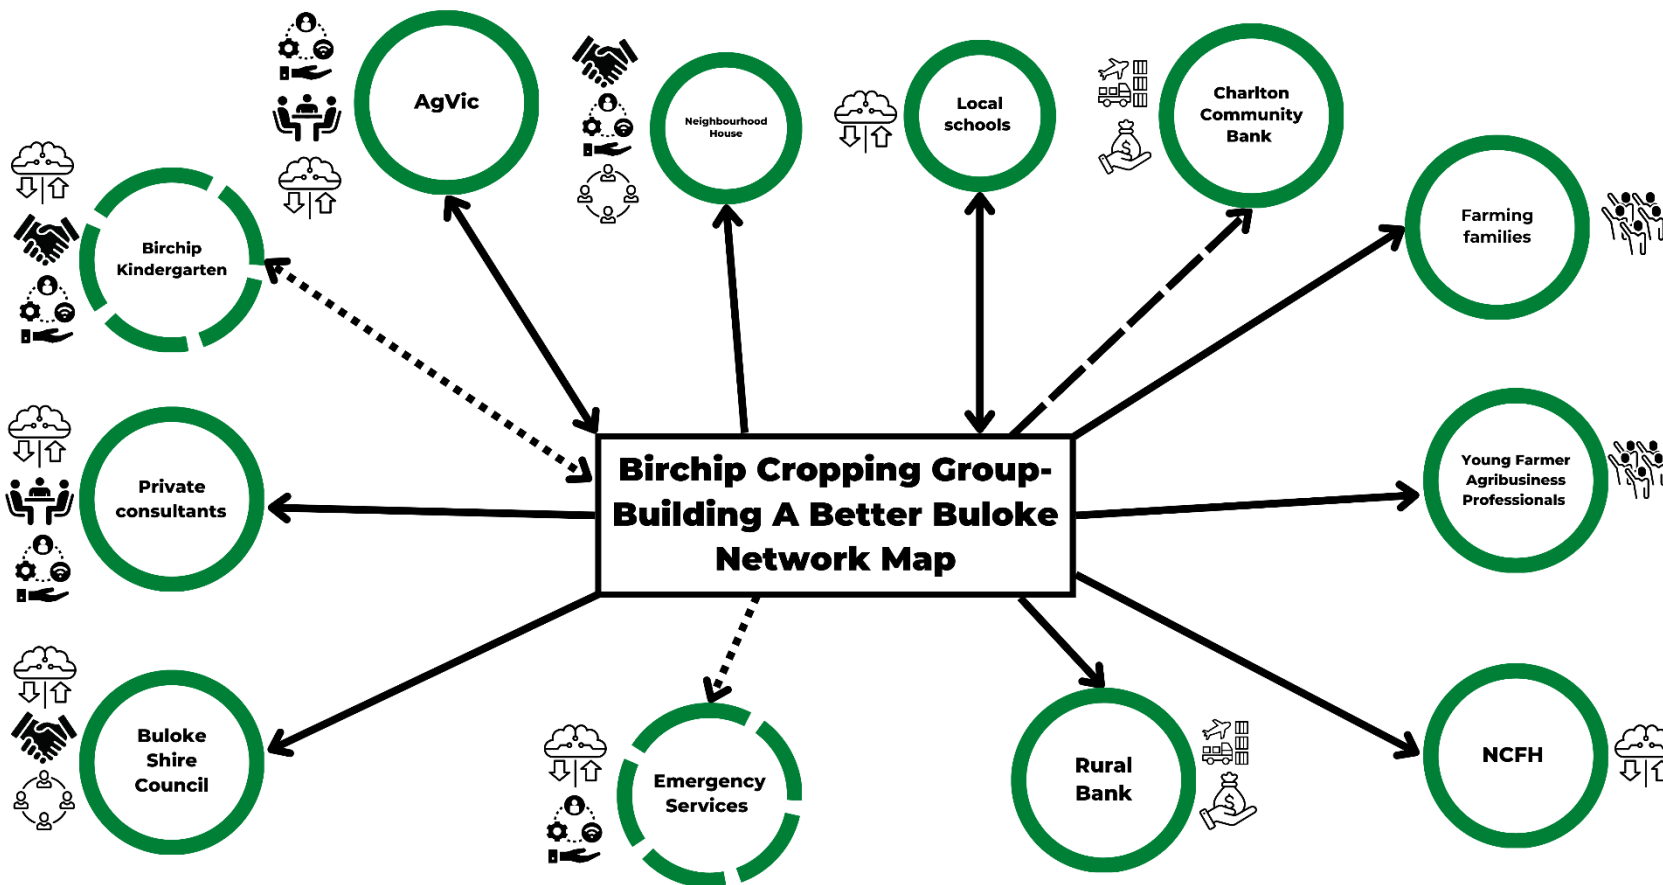 AgVic
Neighbourhood
House
Local
schools
Charlton
Community
Bank
Farming
families
Birchip
Kindergarten
Birchip Cropping Group-
Building A Better Buloke
Network Map
Private
consultants
Young Farmer
Agribusiness
Professionals
Buloke
Shire
Council
Emergency
Services
Rural
Bank
NCFH